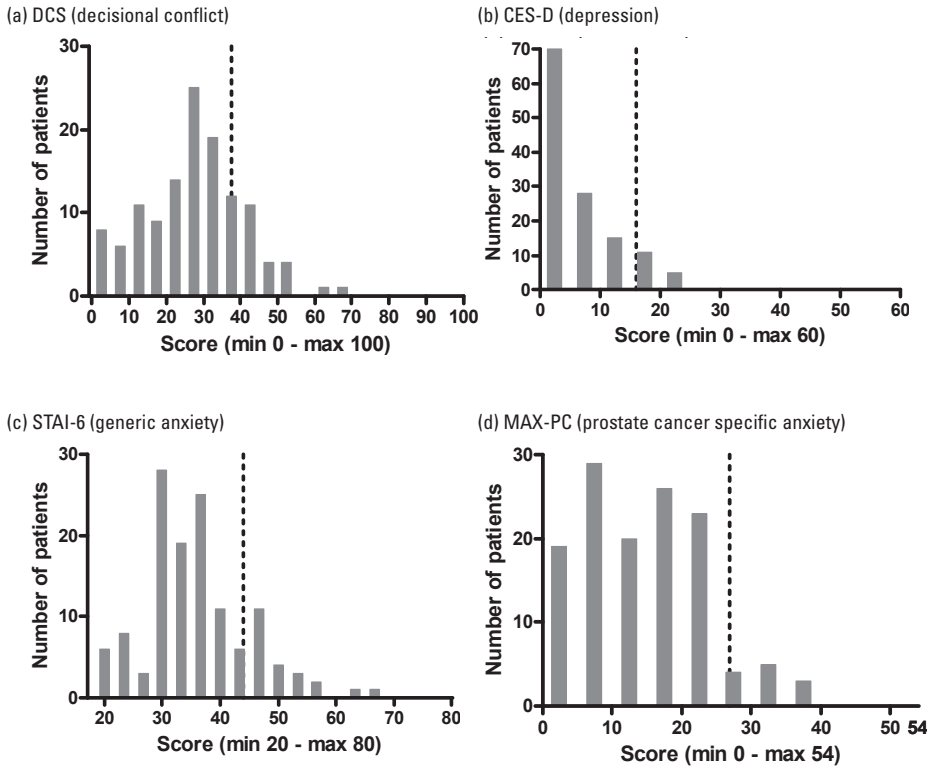 (a) DCS (decisional conflict)
30
20
10
0
Number of patients
0 10 20 30 40 50 60 70 80 90 100
Score (min 0 - max 100)
(b) CES-D (depression)
70
60
50
40
30
20
10
0
Number of patients
0 10 20 30 40 50 60
Score (min 0 - max 60)
(c) STAI-6 (generic anxiety)
30
20
10
0
Number of patients
20 30 40 50 60 70 80
Score (min 20 - max 80)
(d) MAX-PC (prostate cancer specific anxiety)
30
20
10
0
Number of patients
0 10 20 30 40 50 54
Score (min 0 - max 54)